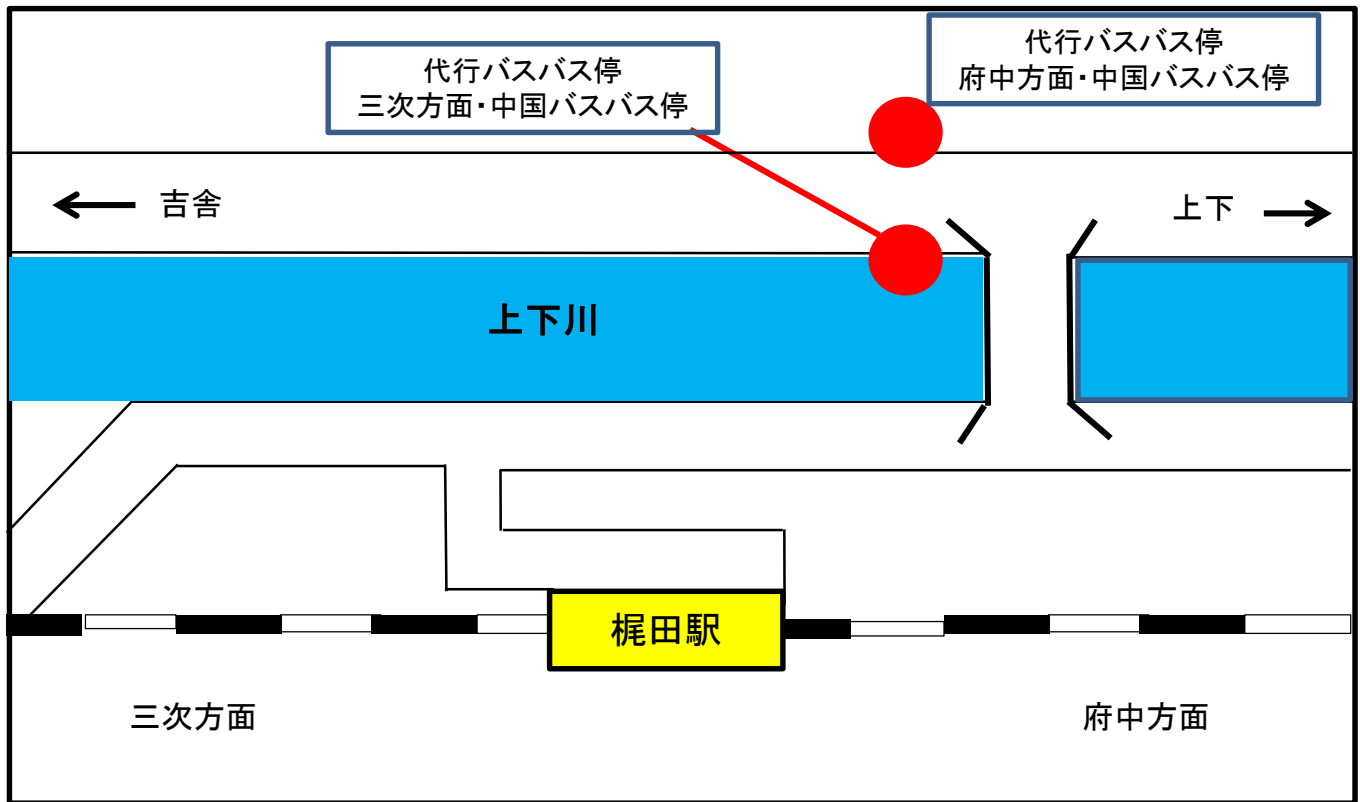 代行バスバス停
府中方面・中国バスバス停
代行バスバス停
三次方面・中国バスバス停
吉舎
上下
上下川
梶田駅
三次方面
府中方面